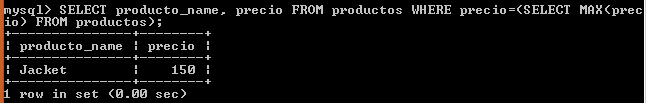 mysql> SELECT producto_name, precio FROM productos WHERE precio=(SELECT MAX(prec
io) FROM productos);
+---------------+--------+
| producto_name | precio |
+---------------+--------+
| Jacket        |    150 |
+---------------+--------+
1 row in set (0.00 sec)